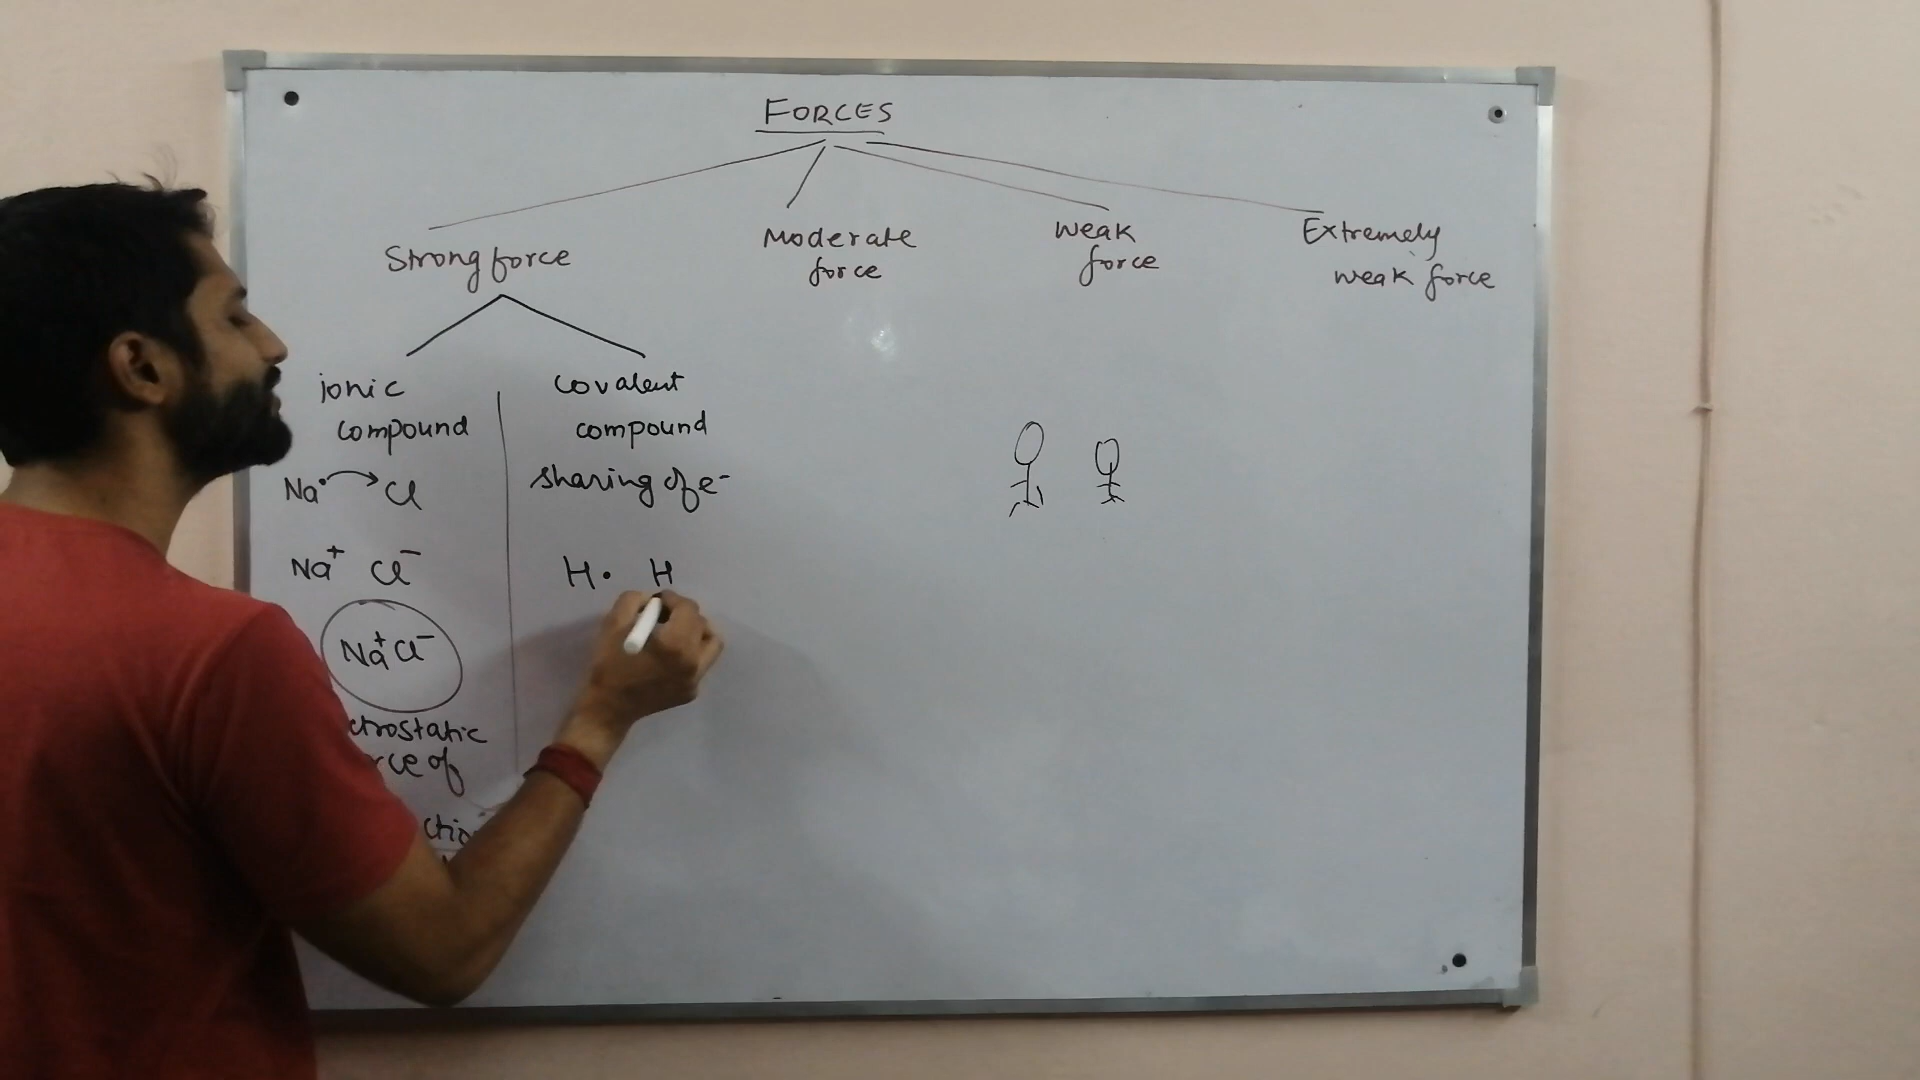 FORCES
Strong force
Moderate
force
Weak
force
Extremely
weak force
ionic
compound
Na• Cl
Na⁺ Cl⁻
Na⁺Cl⁻
ctrostatic
rce of
ctio
covalent
compound
sharing of e⁻
H• H